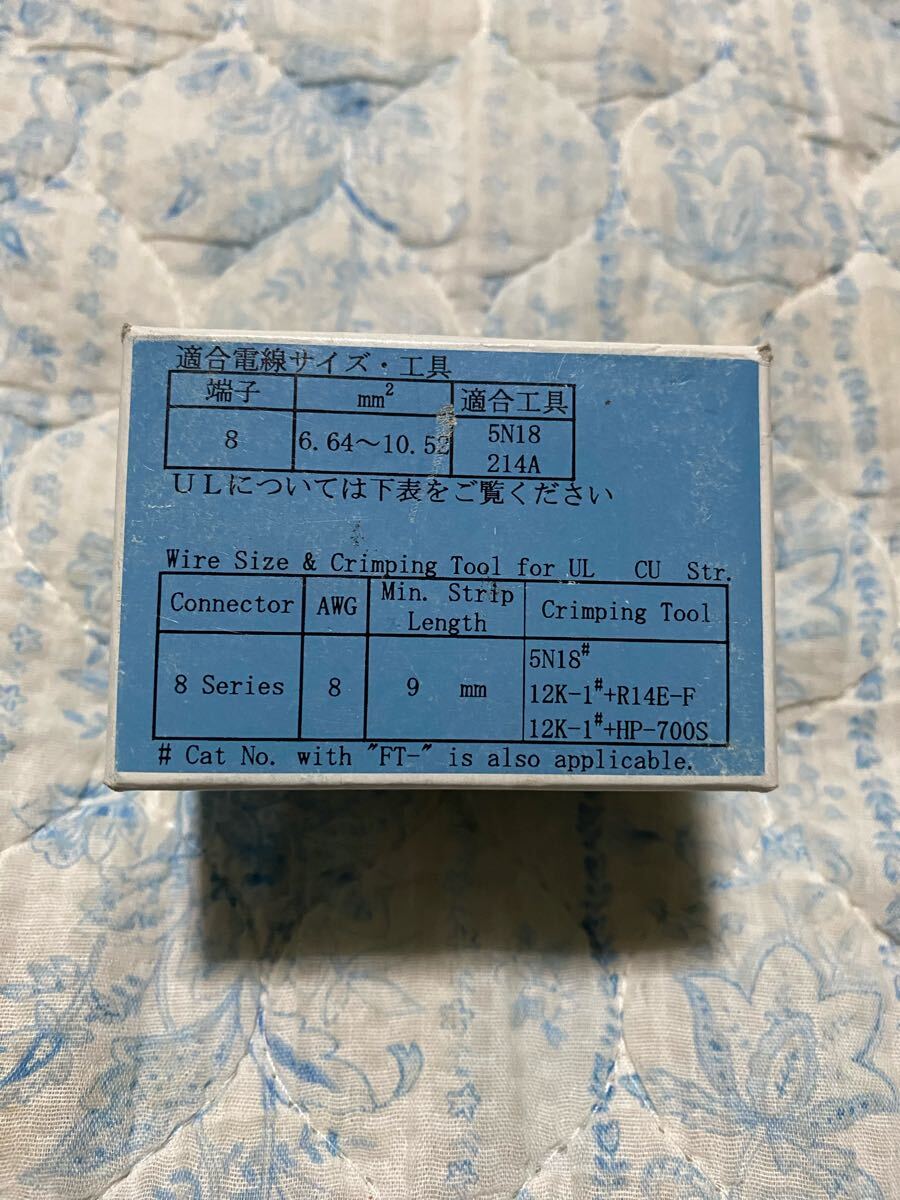 適合電線サイズ・工具
端子 mm² 適合工具
8 6.64～10.52 5N18
214A
ULについては下表をご覧ください
Wire Size & Crimping Tool for UL CU Str.
Connector AWG Min. Strip Length Crimping Tool
8 Series 8 9 mm 5N18#
12K-1#+R14E-F
12K-1#+HP-700S
# Cat No. with "FT-" is also applicable.